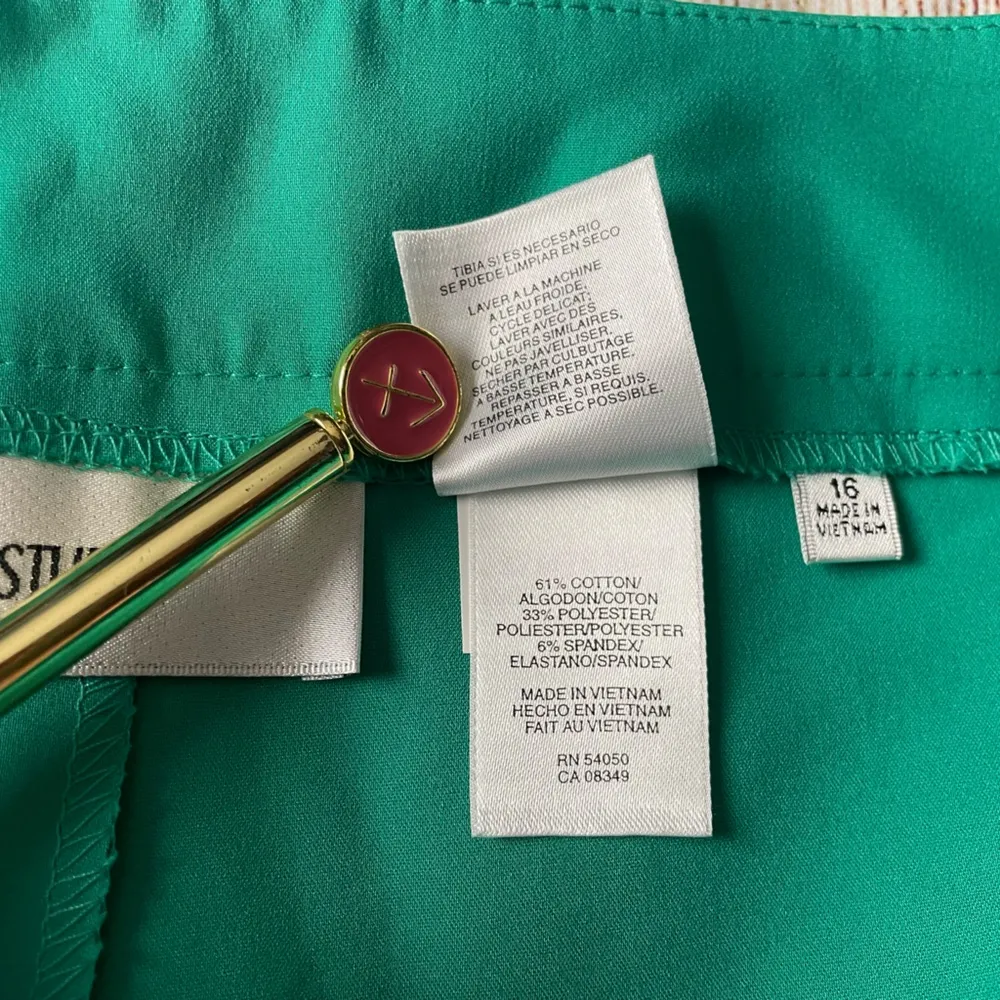 TIBIA SI ES NECESARIO
SE PUEDE LIMPIAR EN SECO
LAVER A LA MACHINE
A LEAU FROIDE,
CYCLE DELICAT;
LAVER AVEC DES
COULEURS SIMILAIRES,
NE PAS JAVELLISER,
SECHER PAR CULBUTAGE
A BASSE TEMPERATURE,
REPASSER A BASSE
TEMPERATURE, SI REQUIS,
NETTOYAGE A SEC POSSIBLE.
16
MADE IN
VIETNAM
STU
61% COTTON/
ALGODON/COTON
33% POLYESTER/
POLIESTER/POLYESTER
6% SPANDEX/
ELASTANO/SPANDEX
MADE IN VIETNAM
HECHO EN VIETNAM
FAIT AU VIETNAM
RN 54050
CA 08349